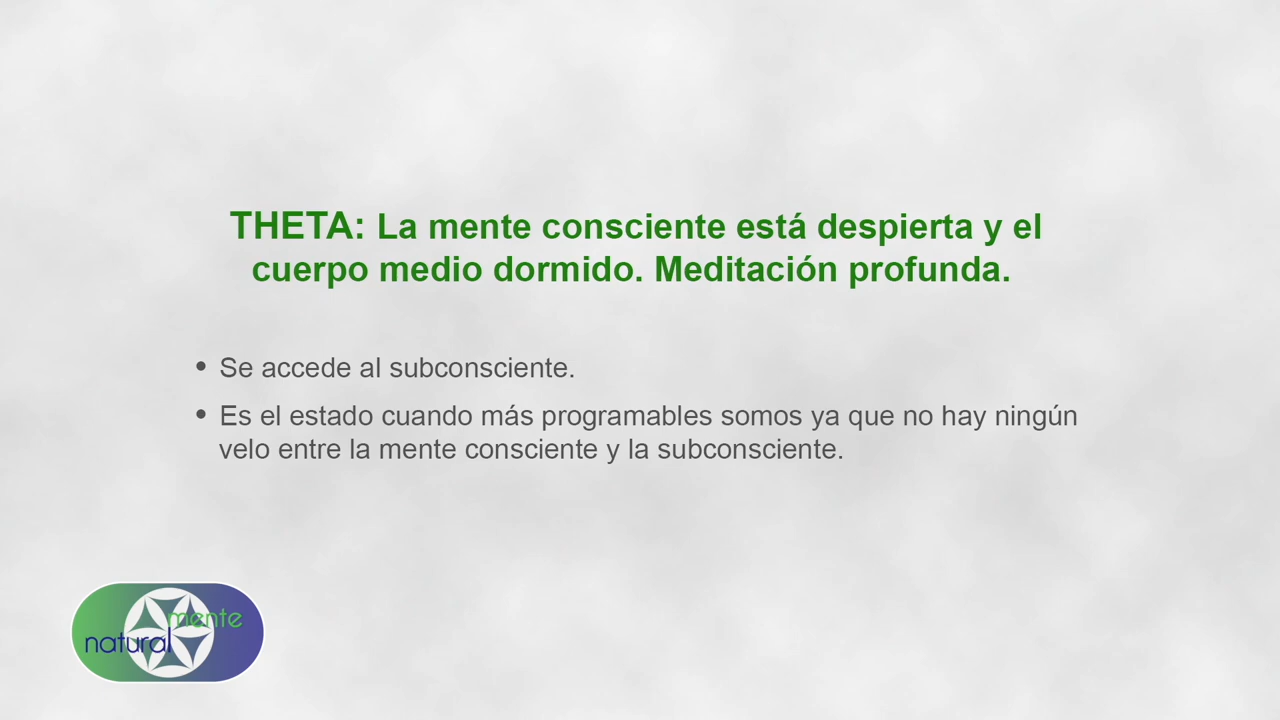 THETA: La mente consciente está despierta y el
cuerpo medio dormido. Meditación profunda.
• Se accede al subconsciente.
• Es el estado cuando más programables somos ya que no hay ningún
velo entre la mente consciente y la subconsciente.
natural
mente